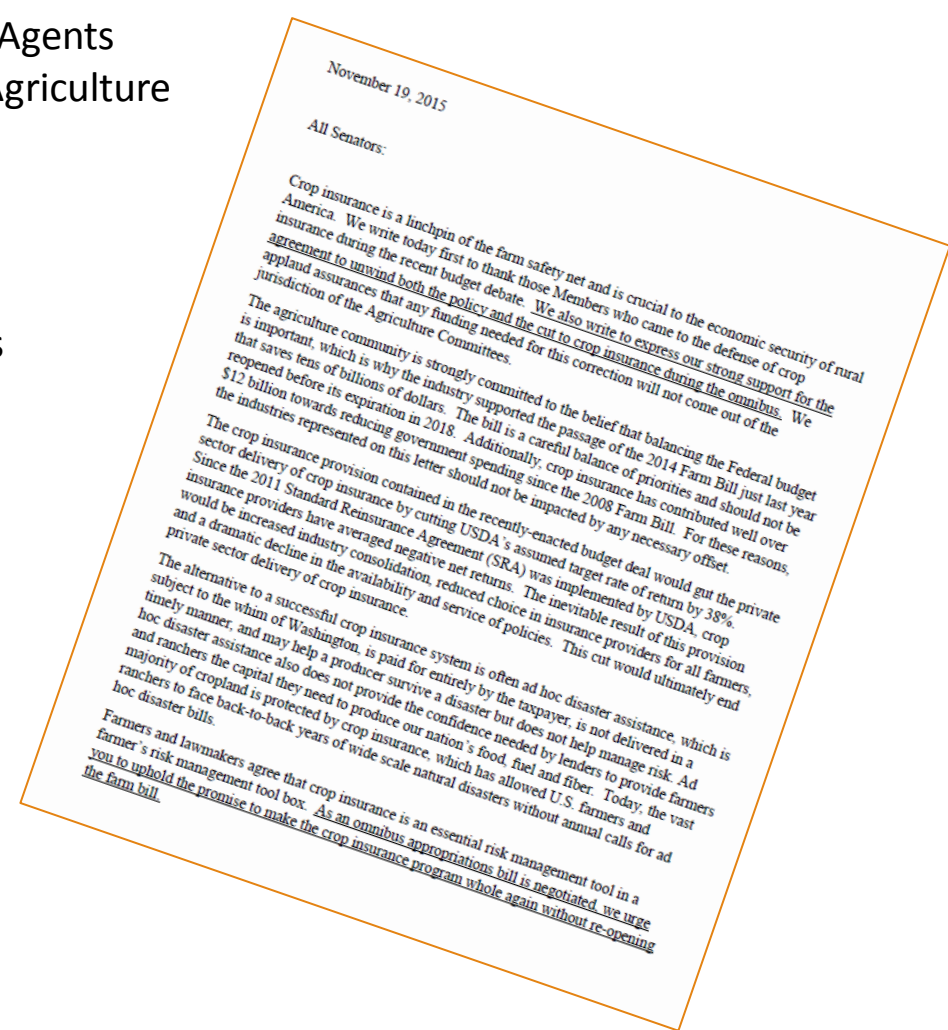 Agents
Agriculture
s
November 19, 2015
All Senators:
Crop insurance is a linchpin of the farm safety net and is crucial to the economic security of rural
America.  We write today first to thank those Members who came to the defense of crop
insurance during the recent budget debate.  We also write to express our strong support for the
agreement to unwind both the policy and the cut to crop insurance during the omnibus.  We
applaud assurances that any funding needed for this correction will not come out of the
jurisdiction of the Agriculture Committees.
The agriculture community is strongly committed to the belief that balancing the Federal budget
is important, which is why the industry supported the passage of the 2014 Farm Bill just last year
that saves tens of billions of dollars.  The bill is a careful balance of priorities and should not be
reopened before its expiration in 2018.  Additionally, crop insurance has contributed well over
$12 billion towards reducing government spending since the 2008 Farm Bill.  For these reasons,
the industries represented on this letter should not be impacted by any necessary offset.
The crop insurance provision contained in the recently-enacted budget deal would gut the private
sector delivery of crop insurance by cutting USDA's assumed target rate of return by 38%.
Since the 2011 Standard Reinsurance Agreement (SRA) was implemented by USDA, crop
insurance providers have averaged negative net returns.  The inevitable result of this provision
would be increased industry consolidation, reduced choice in insurance providers for all farmers,
and a dramatic decline in the availability and service of policies.  This cut would ultimately end
private sector delivery of crop insurance.
The alternative to a successful crop insurance system is often ad hoc disaster assistance, which is
subject to the whim of Washington, is paid for entirely by the taxpayer, is not delivered in a
timely manner, and may help a producer survive a disaster but does not help manage risk.  Ad
hoc disaster assistance also does not provide the confidence needed by lenders to provide farmers
and ranchers the capital they need to produce our nation's food, fuel and fiber.  Today, the vast
majority of cropland is protected by crop insurance, which has allowed U.S. farmers and
ranchers to face back-to-back years of wide scale natural disasters without annual calls for ad
hoc disaster bills.
Farmers and lawmakers agree that crop insurance is an essential risk management tool in a
farmer's risk management tool box.  As an omnibus appropriations bill is negotiated, we urge
you to uphold the promise to make the crop insurance program whole again without re-opening
the farm bill.